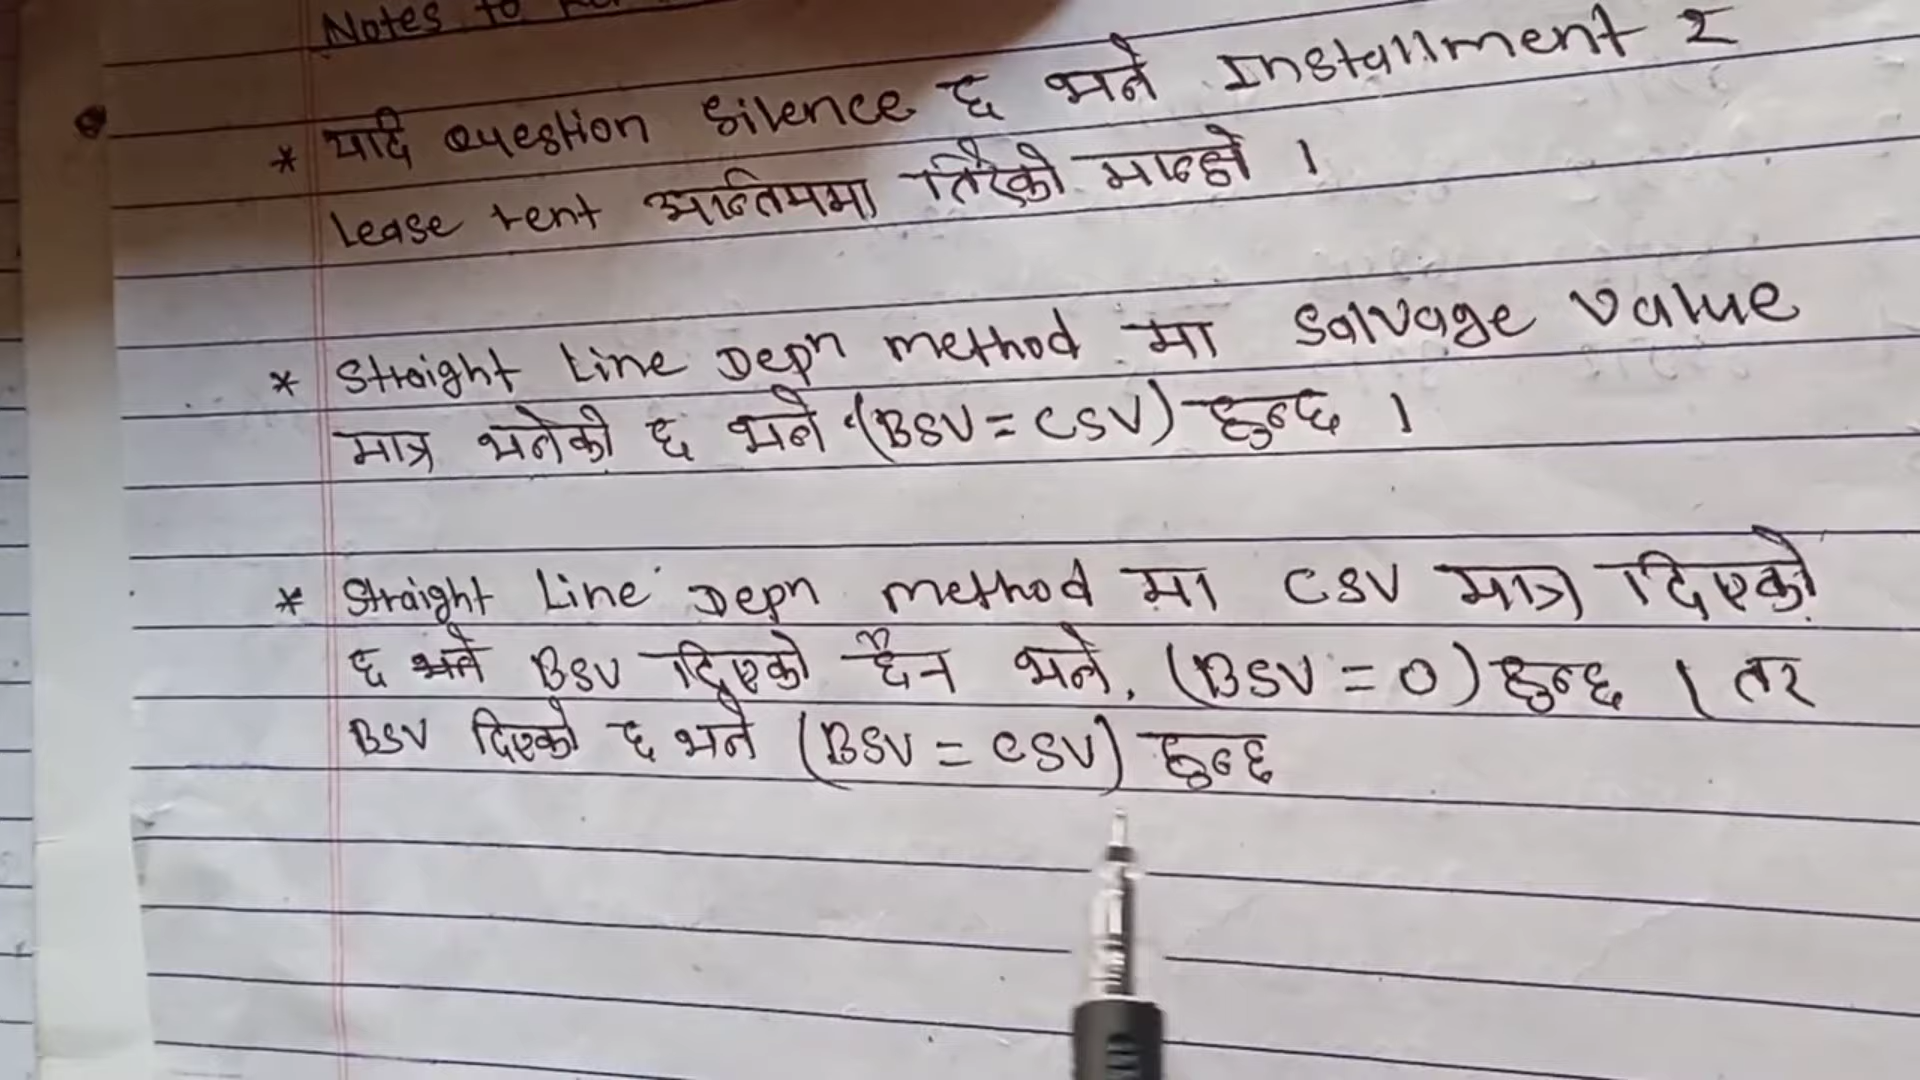 Notes to
* यदि Question silence छ भने Installment र
Lease rent अन्तिममा तिरेको मान्छौ ।
* Straight Line Depn method मा Salvage Value
मात्र भनेको छ भने (BSV = CSV) हुन्छ ।
* Straight Line Depn method मा CSV मात्र दिएको
छ भने BSV दिएको छैन भने, (BSV = 0) हुन्छ । तर
BSV दिएको छ भने (BSV = CSV) हुन्छ